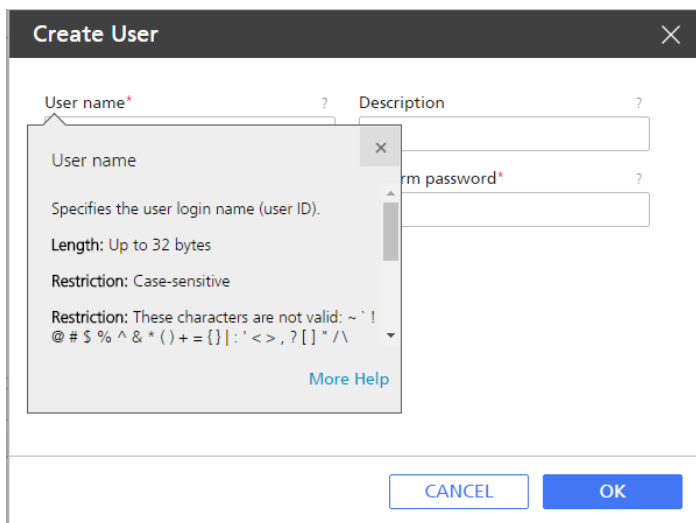 Create User
User name* ?
Description ?
User name
Specifies the user login name (user ID).
Length: Up to 32 bytes
Restriction: Case-sensitive
Restriction: These characters are not valid: ~ ` !
@ # $ % ^ & * ( ) + = { } | : ' < > , ? [ ] " / \
More Help
password* ?
CANCEL
OK